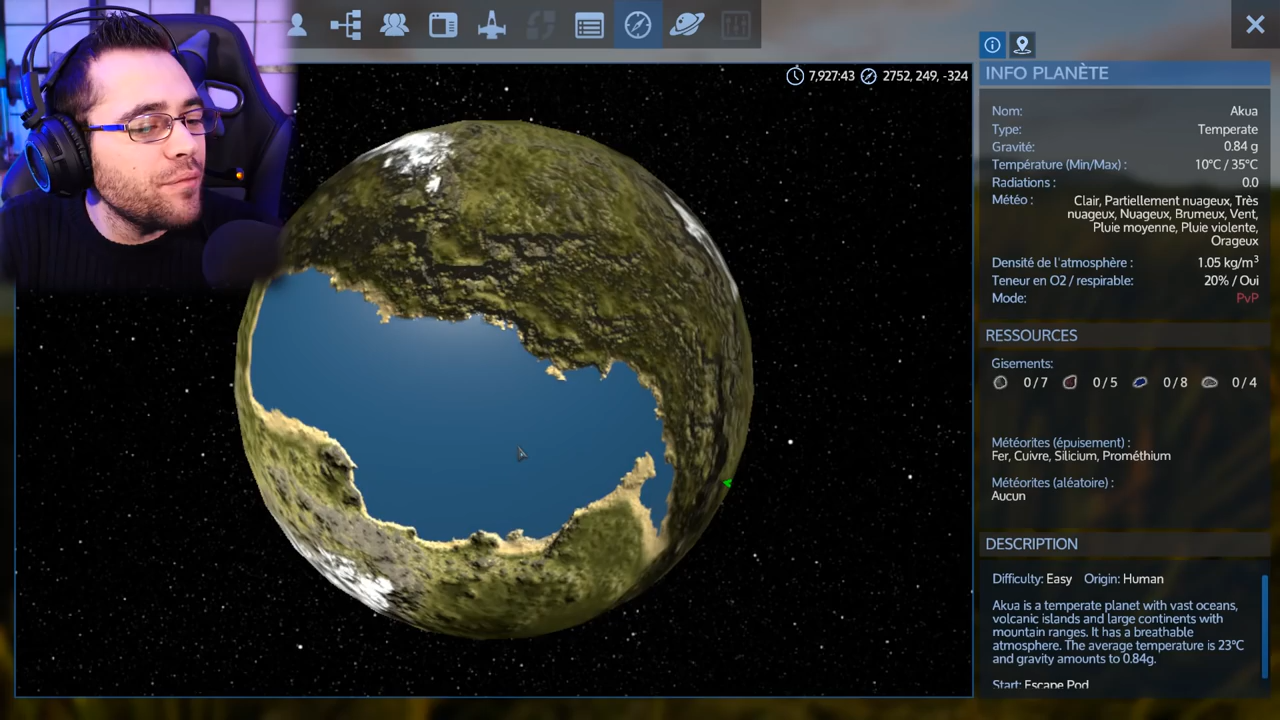 7,927:43 2752, 249, -324
INFO PLANÈTE
Nom: Akua
Type: Temperate
Gravité: 0.84 g
Température (Min/Max) : 10°C / 35°C
Radiations : 0.0
Météo : Clair, Partiellement nuageux, Très
nuageux, Nuageux, Brumeux, Vent,
Pluie moyenne, Pluie violente,
Orageux
Densité de l'atmosphère : 1.05 kg/m³
Teneur en O2 / respirable: 20% / Oui
Mode: PvP
RESSOURCES
Gisements:
0/7 0/5 0/8 0/4
Météorites (épuisement) :
Fer, Cuivre, Silicium, Prométhium
Météorites (aléatoire) :
Aucun
DESCRIPTION
Difficulty: Easy Origin: Human
Akua is a temperate planet with vast oceans,
volcanic islands and large continents with
mountain ranges. It has a breathable
atmosphere. The average temperature is 23°C
and gravity amounts to 0.84g.
Start: Escape Pod